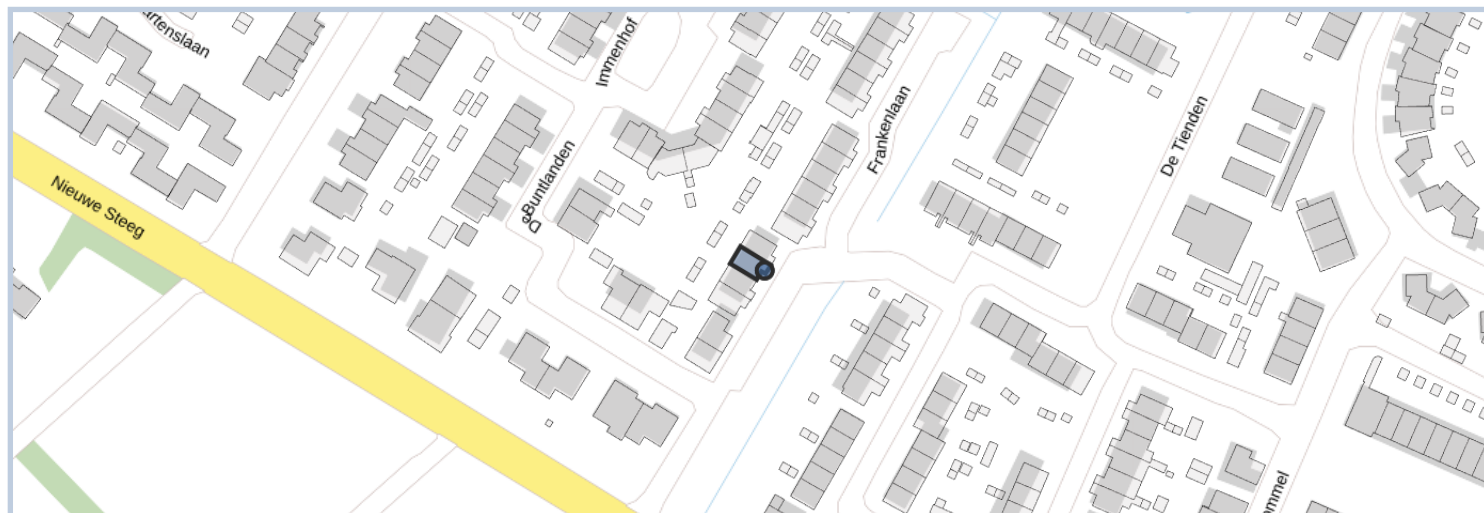 Immenhof
Frankenlaan
De Tienden
De Buntlanden
Nieuwe Steeg